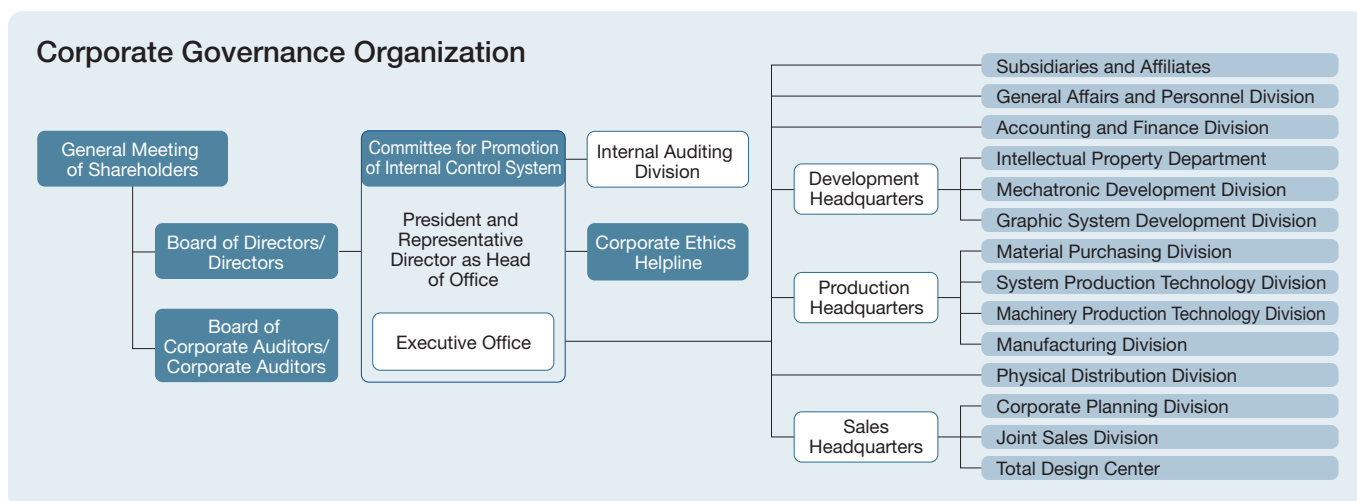 Corporate Governance Organization
General Meeting
of Shareholders
Board of Directors/
Directors
Board of
Corporate Auditors/
Corporate Auditors
Committee for Promotion
of Internal Control System
President and
Representative
Director as Head
of Office
Executive Office
Internal Auditing
Division
Corporate Ethics
Helpline
Subsidiaries and Affiliates
General Affairs and Personnel Division
Accounting and Finance Division
Development
Headquarters
Intellectual Property Department
Mechatronic Development Division
Graphic System Development Division
Production
Headquarters
Material Purchasing Division
System Production Technology Division
Machinery Production Technology Division
Manufacturing Division
Physical Distribution Division
Sales
Headquarters
Corporate Planning Division
Joint Sales Division
Total Design Center